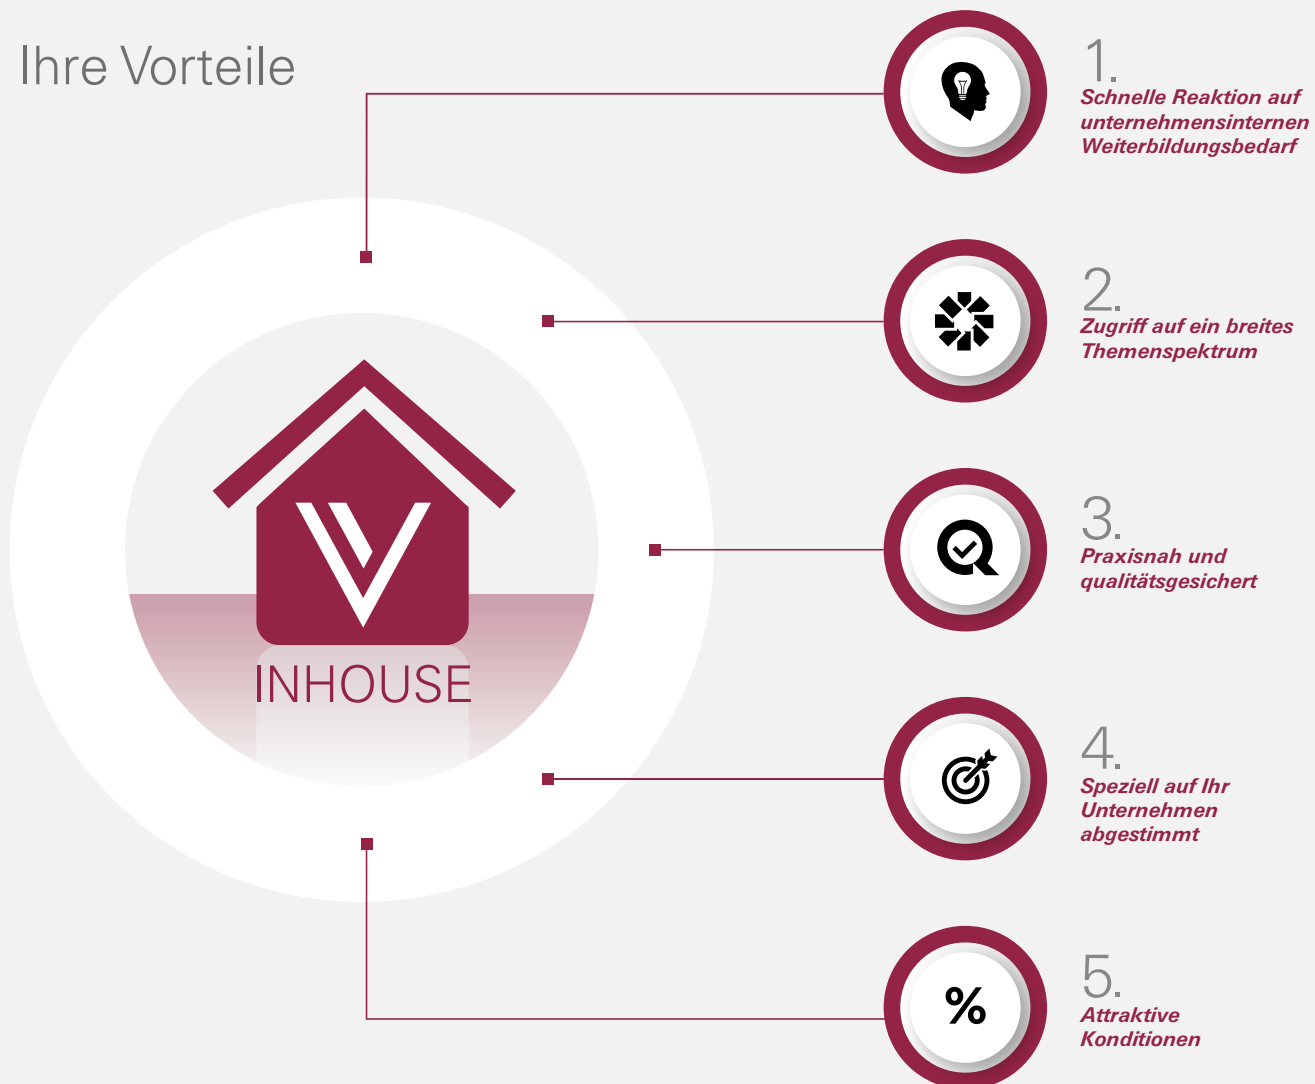 Ihre Vorteile
1.
Schnelle Reaktion auf
unternehmensinternen
Weiterbildungsbedarf
2.
Zugriff auf ein breites
Themenspektrum
3.
Praxisnah und
qualitätsgesichert
4.
Speziell auf Ihr
Unternehmen
abgestimmt
5.
Attraktive
Konditionen
INHOUSE
%